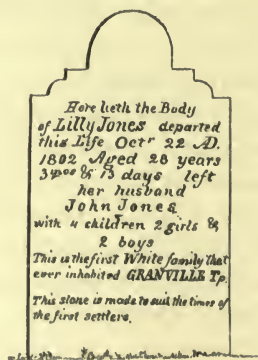 Here lieth the Body
of Lilly Jones departed
this Life Octr 22 AD.
1802 Aged 28 years
3 mos & 13 days left
her husband
John Jones
with 4 children 2 girls &
2 boys
This is the first White family that
ever inhabited GRANVILLE Tp.
This stone is made to suit the times of
the first settlers.